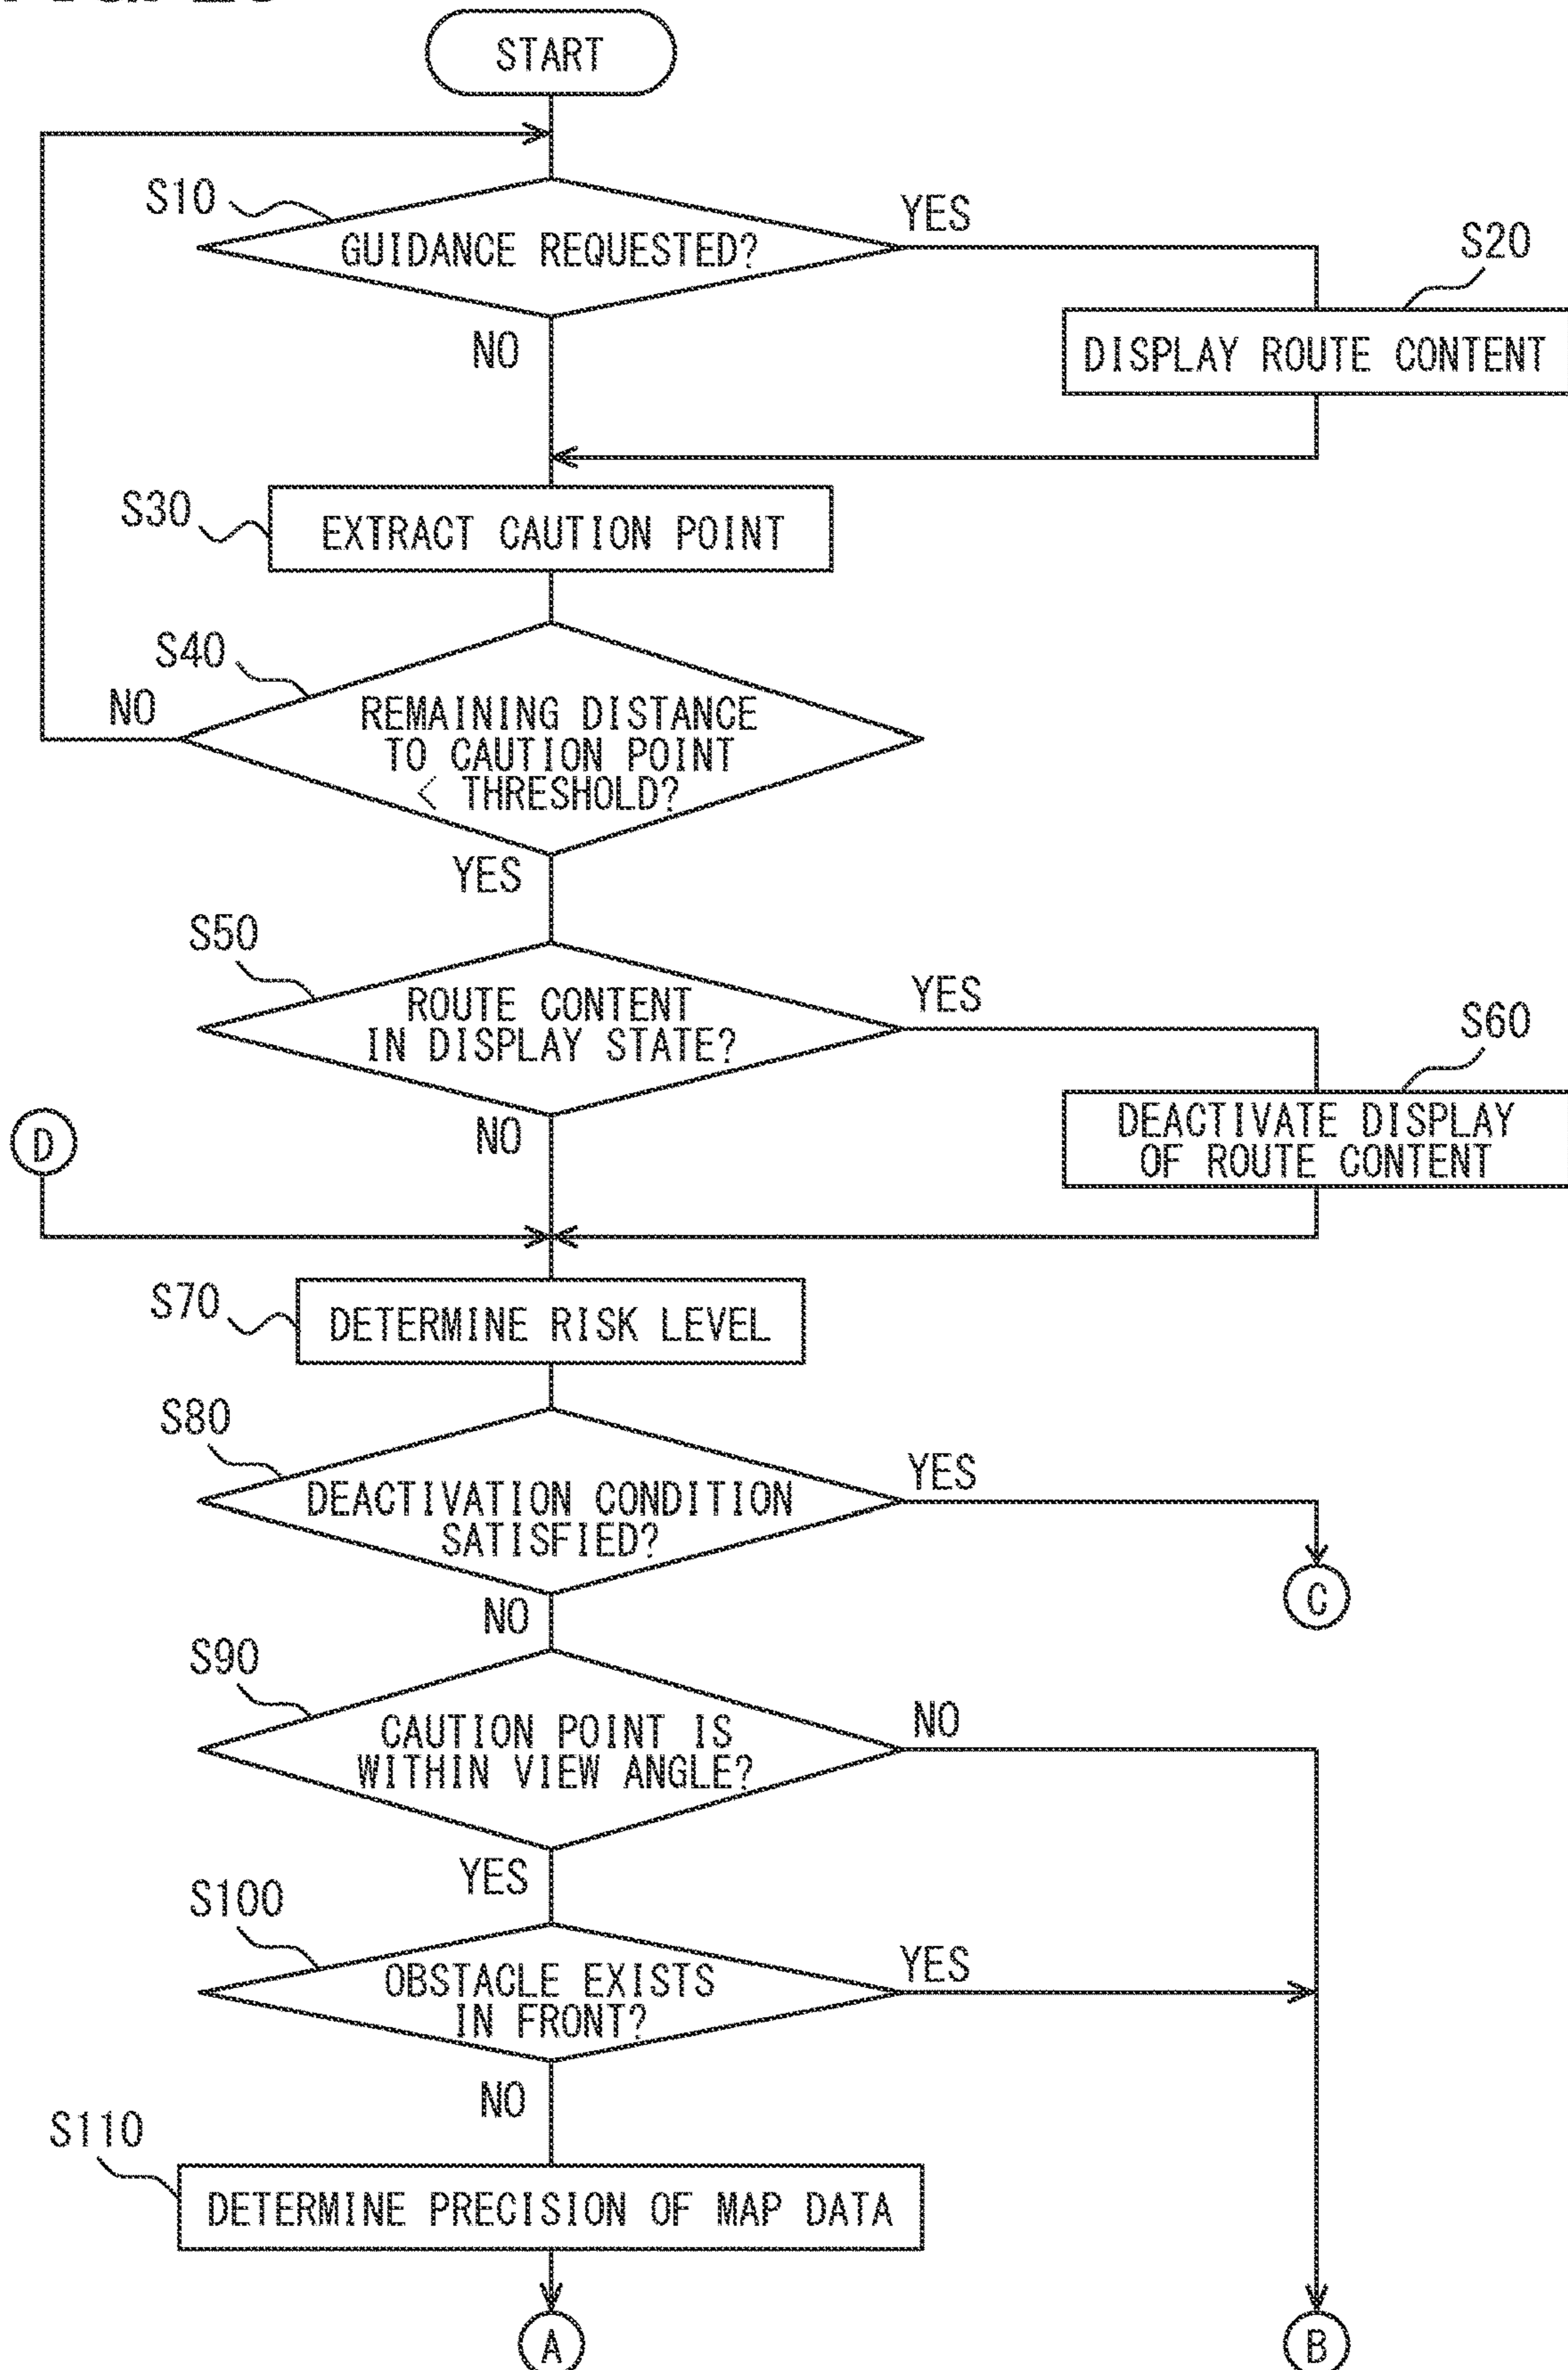 START
S10
GUIDANCE REQUESTED?
YES
NO
S20
DISPLAY ROUTE CONTENT
S30
EXTRACT CAUTION POINT
S40
NO
REMAINING DISTANCE
TO CAUTION POINT
< THRESHOLD?
YES
S50
ROUTE CONTENT
IN DISPLAY STATE?
YES
NO
S60
DEACTIVATE DISPLAY
OF ROUTE CONTENT
D
S70
DETERMINE RISK LEVEL
S80
DEACTIVATION CONDITION
SATISFIED?
YES
C
NO
S90
CAUTION POINT IS
WITHIN VIEW ANGLE?
NO
YES
S100
OBSTACLE EXISTS
IN FRONT?
YES
NO
S110
DETERMINE PRECISION OF MAP DATA
A
B